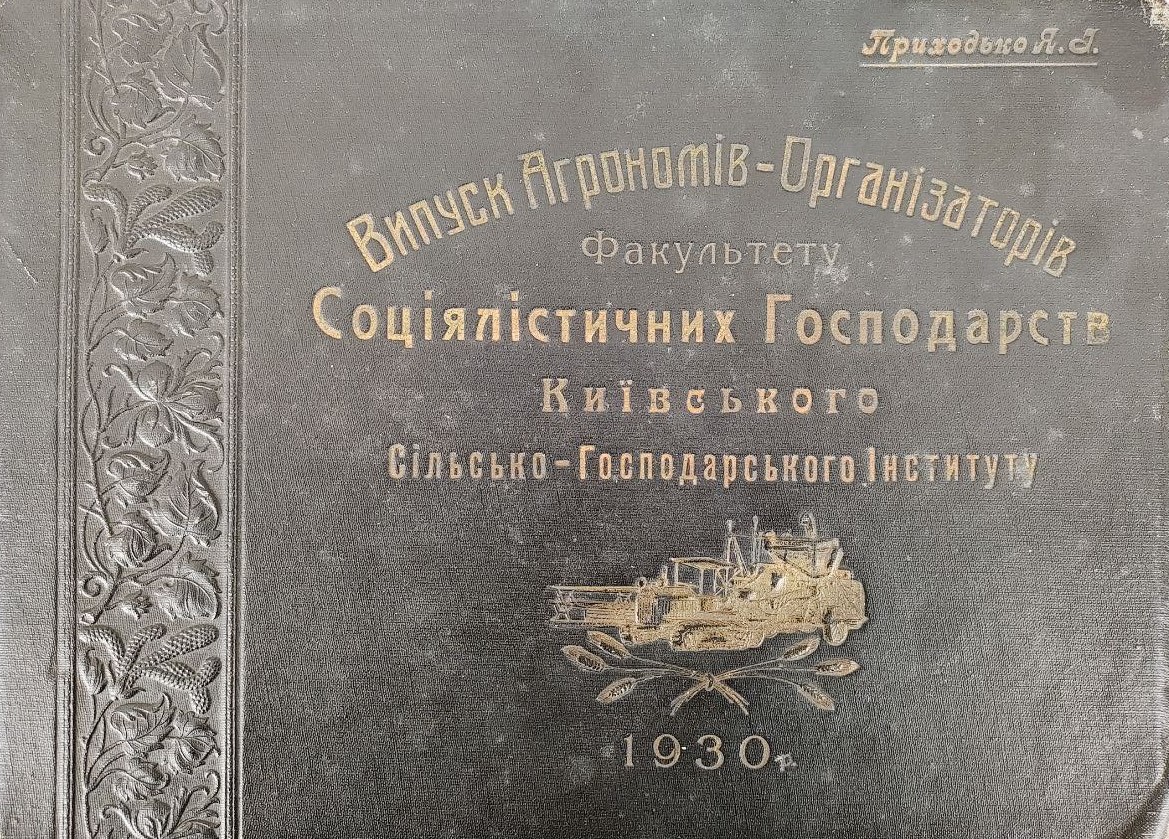 Приходько Я. І.
Випуск Агрономів-Організаторів
Факультету
Соціялістичних Господарств
Київського
Сільсько-Господарського Інституту
1930